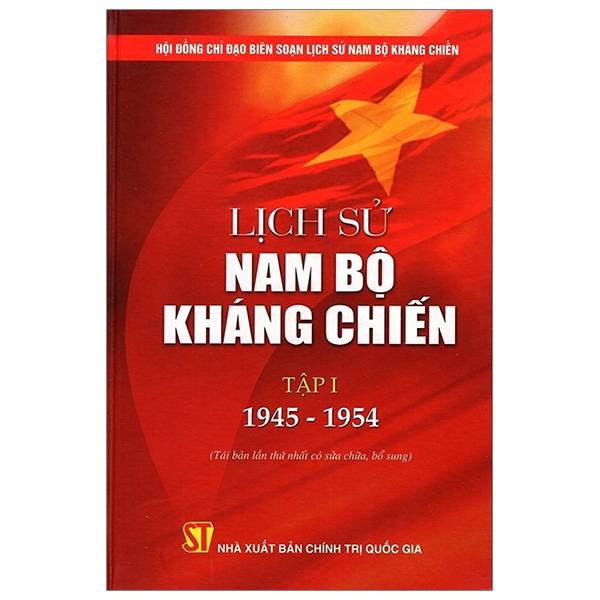 HỘI ĐỒNG CHỈ ĐẠO BIÊN SOẠN LỊCH SỬ NAM BỘ KHÁNG CHIẾN
LỊCH SỬ
NAM BỘ
KHÁNG CHIẾN
TẬP I
1945 - 1954
(Tái bản lần thứ nhất có sửa chữa, bổ sung)
ST NHÀ XUẤT BẢN CHÍNH TRỊ QUỐC GIA